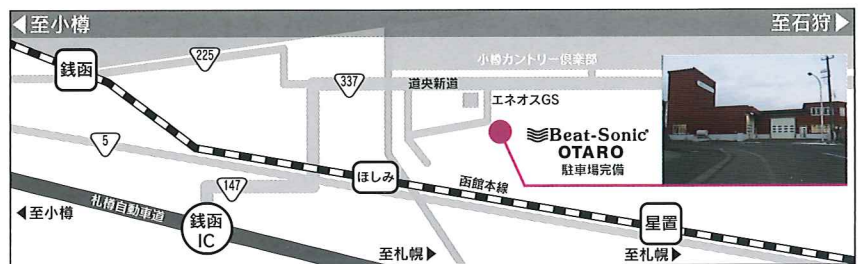 ◀至小樽
至石狩▶
銭函
225
337
小樽カントリー倶楽部
道央新道
エネオスGS
Beat-Sonic
OTARO
駐車場完備
5
147
ほしみ
函館本線
◀至小樽
札樽自動車道
銭函
IC
星置
至札幌▶
至札幌▶